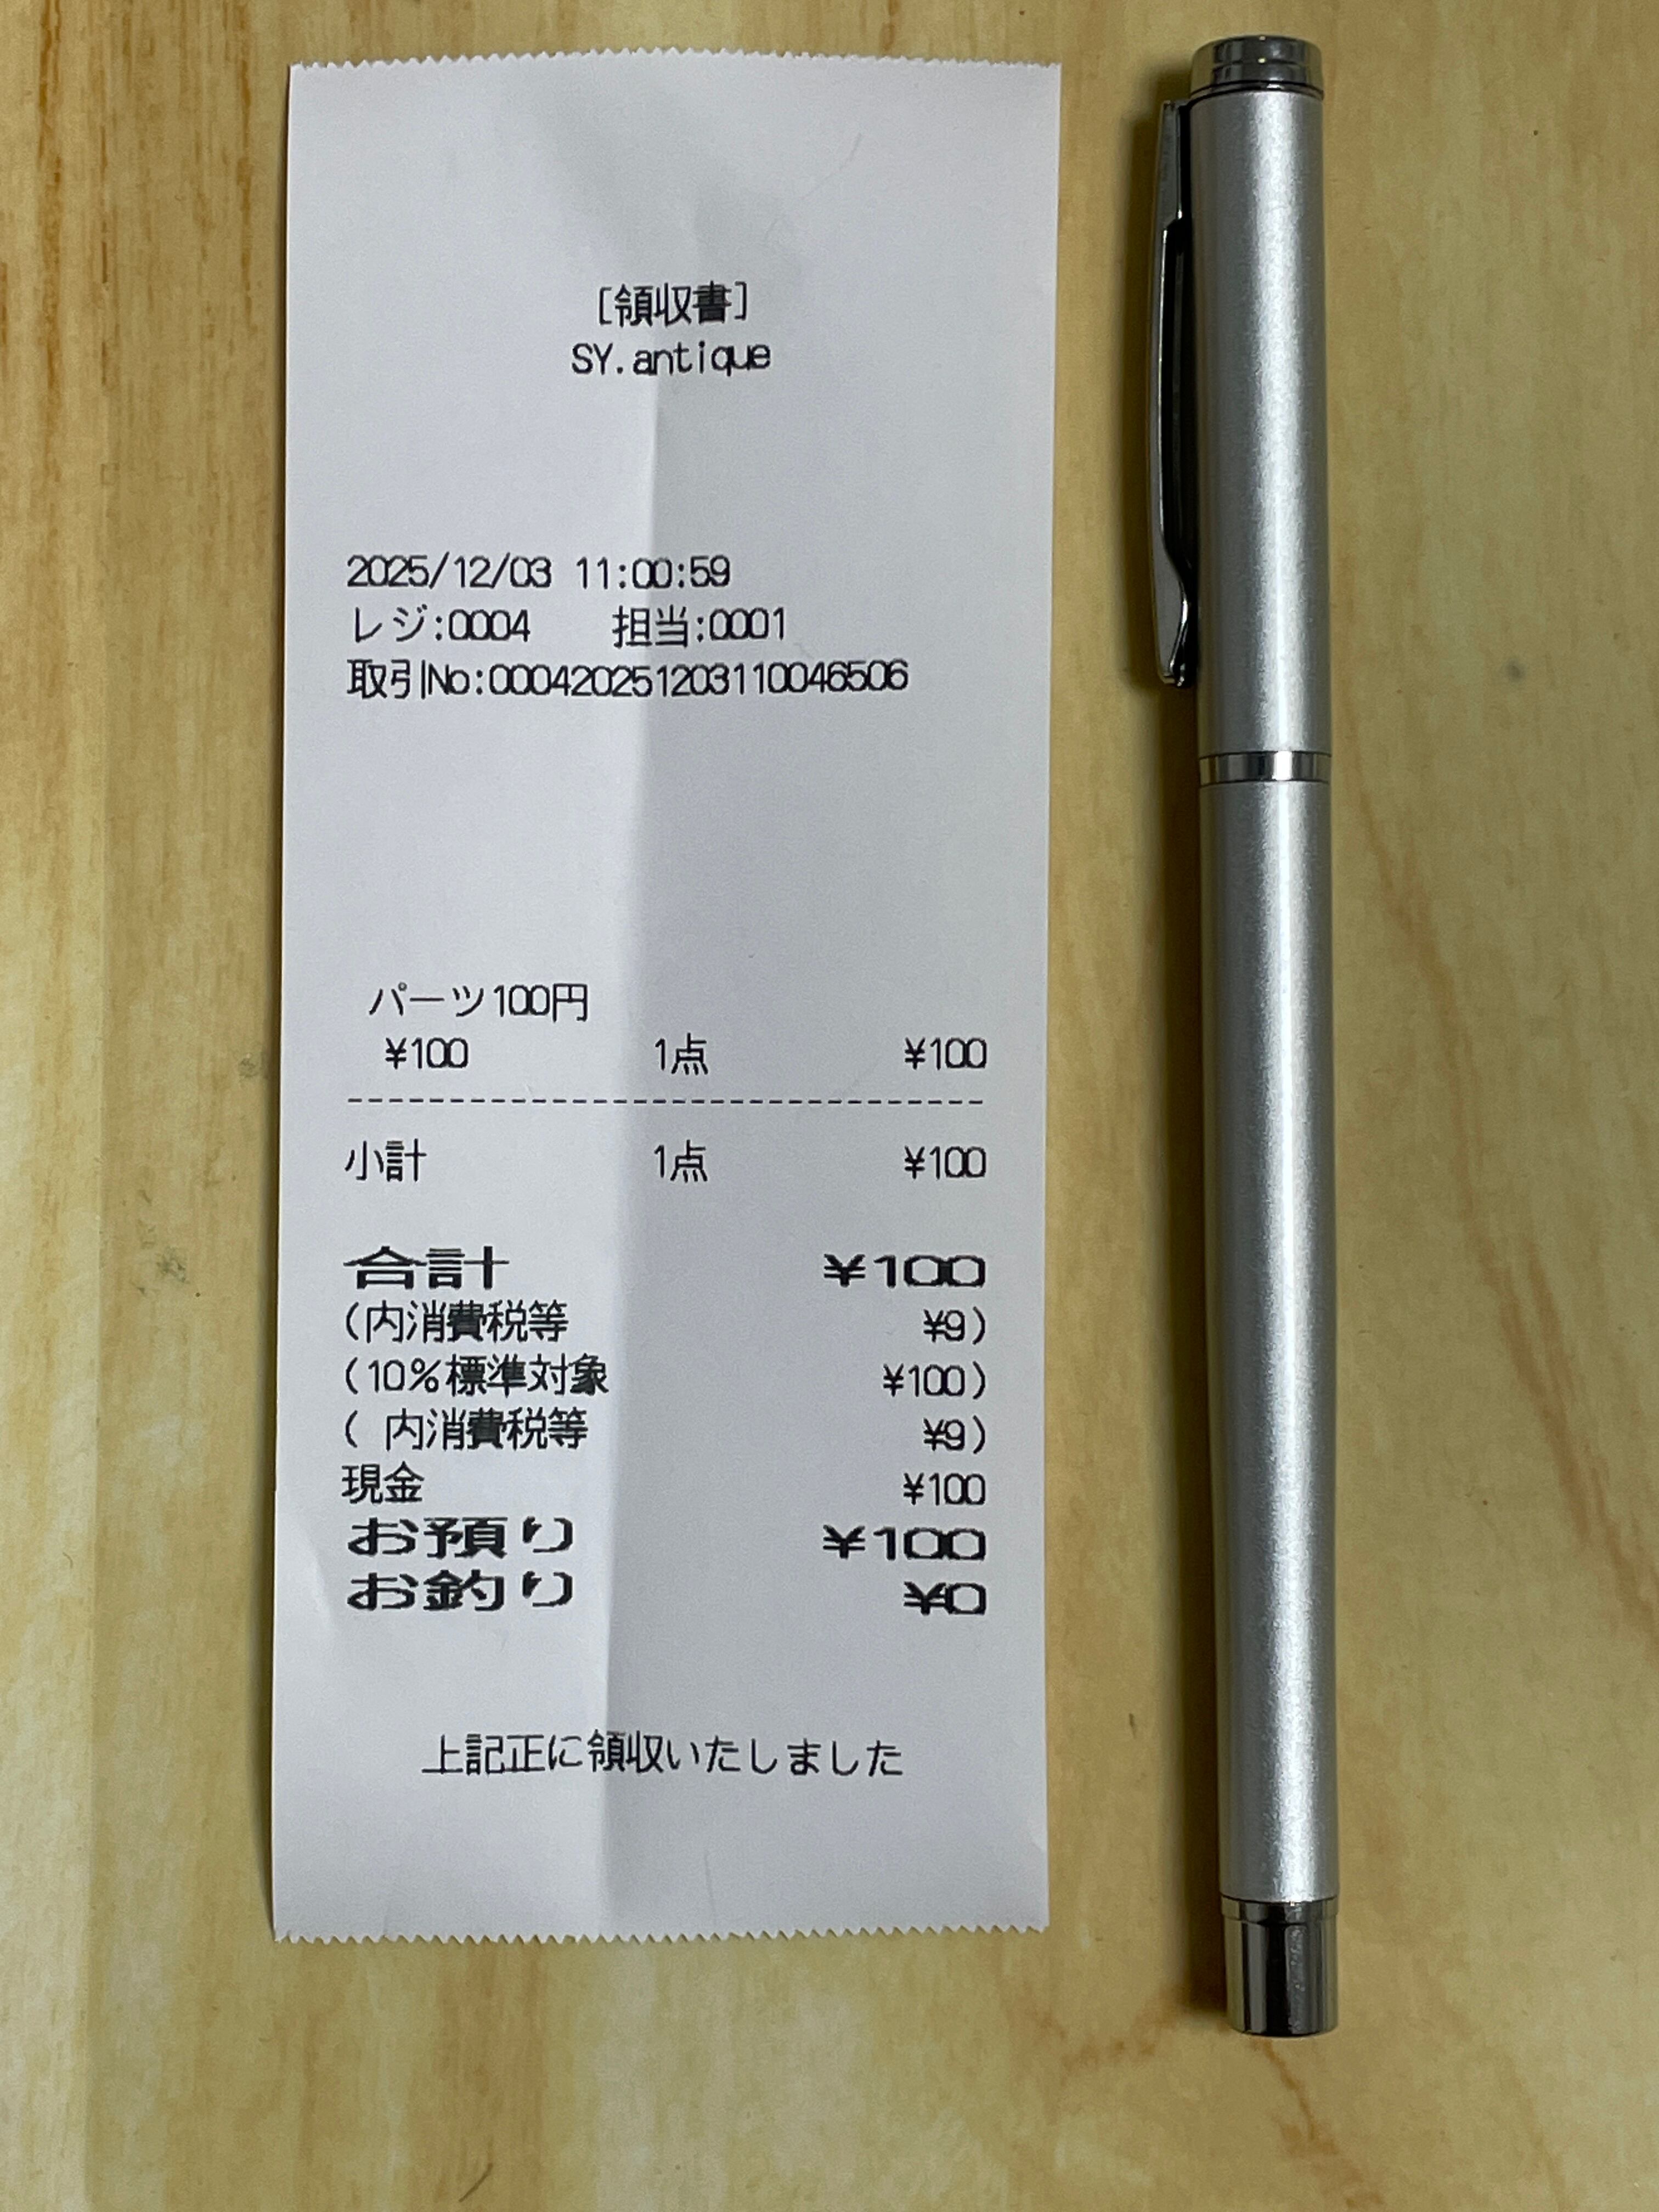 [領収書]
SY.antique
2025/12/03 11:00:59
レジ:0004 担当:0001
取引No:000420251203110046506
パーツ100円
¥100 1点 ¥100
--------------------------------
小計 1点 ¥100
合計 ¥100
(内消費税等 ¥9)
(10%標準対象 ¥100)
( 内消費税等 ¥9)
現金 ¥100
お預り ¥100
お釣り ¥0
上記正に領収いたしました